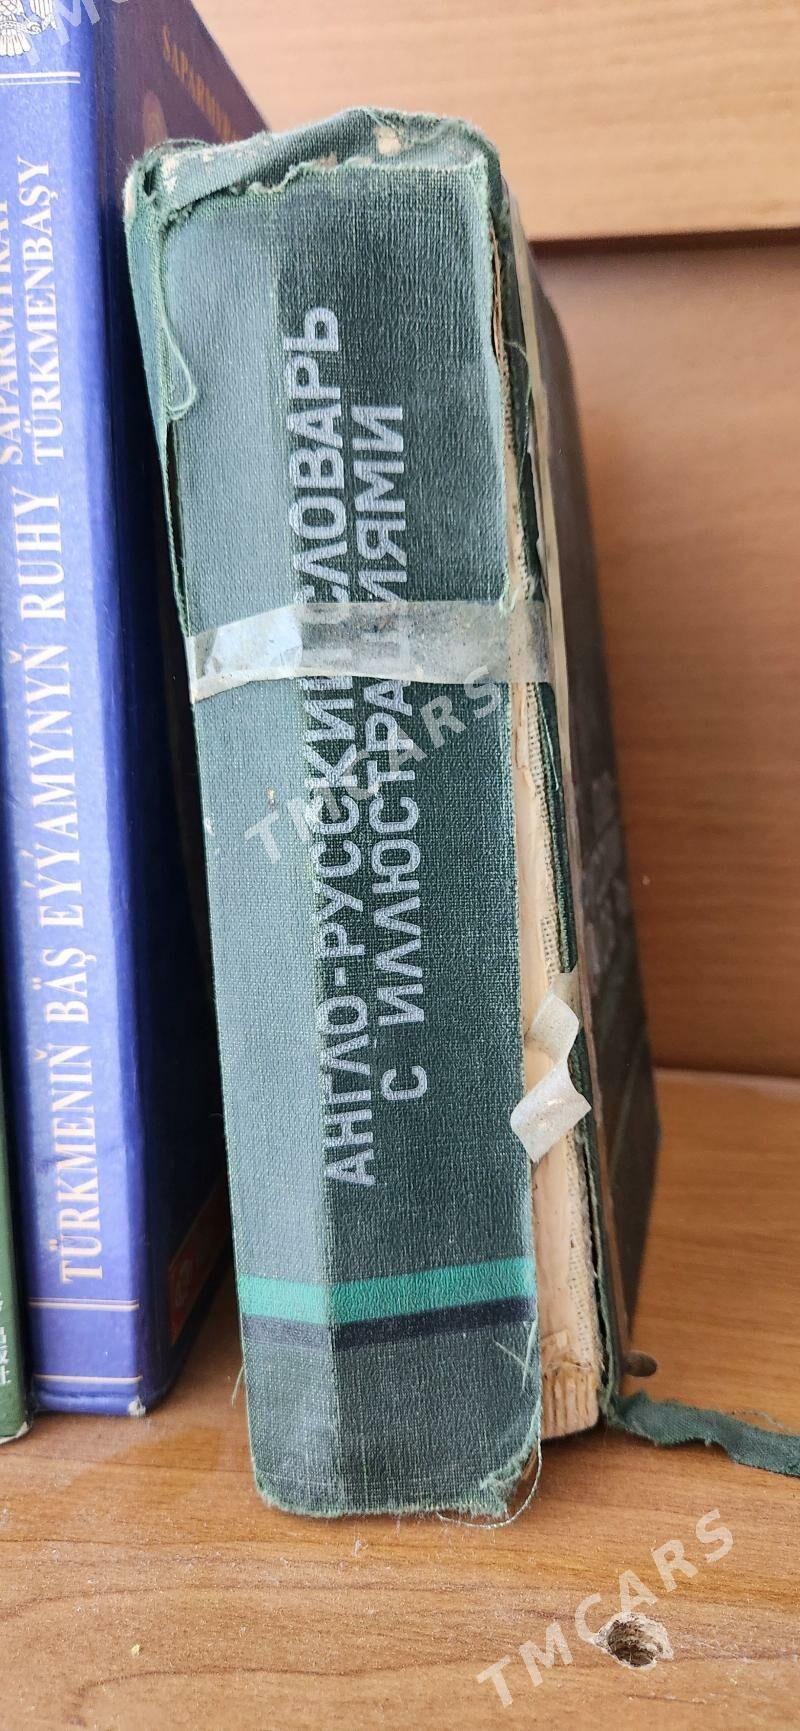 SAPARMYRAT
TÜRKMENBAŞY
TÜRKMENIŇ BÄŞ EÝÝAMYNYŇ RUHY
АНГЛО-РУССКИЙ СЛОВАРЬ
С ИЛЛЮСТРАЦИЯМИ
TMCARS
TMCARS